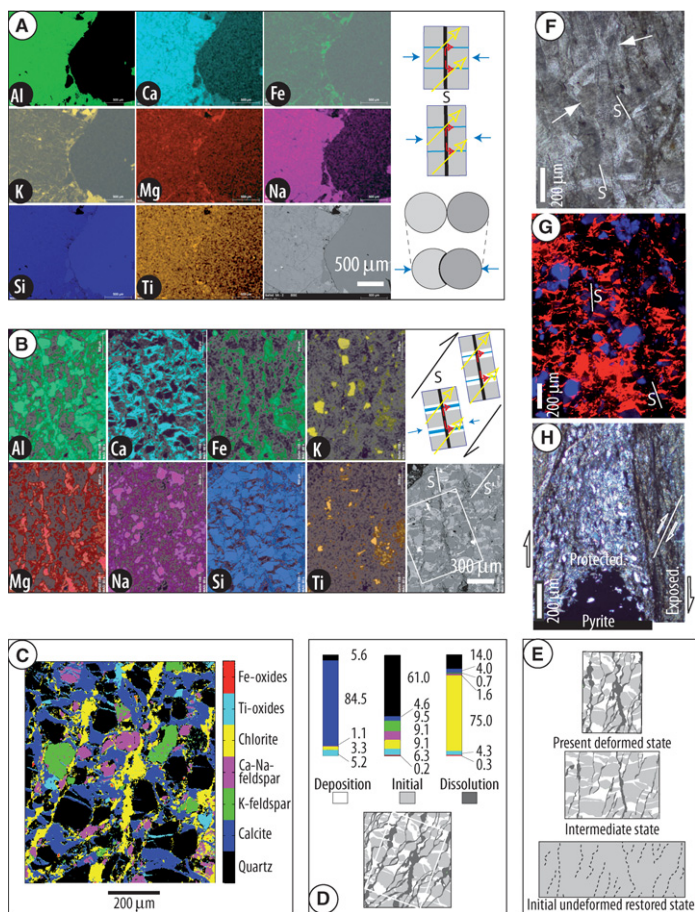 A
Al
Ca
Fe
K
Mg
Na
Si
Ti
500 µm
S
B
Al
Ca
Fe
K
Mg
Na
Si
Ti
S
S
S'
300 µm
F
S
S
200 µm
G
S
S
200 µm
H
Protected.
Exposed.
200 µm
Pyrite
C
Fe-oxides
Ti-oxides
Chlorite
Ca-Na-
feldspar
K-feldspar
Calcite
Quartz
200 µm
5.6
84.5
1.1
3.3
5.2
61.0
4.6
9.5
9.1
9.1
6.3
0.2
14.0
4.0
0.7
1.6
75.0
4.3
0.3
Deposition
Initial
Dissolution
D
E
Present deformed state
Intermediate state
Initial undeformed restored state